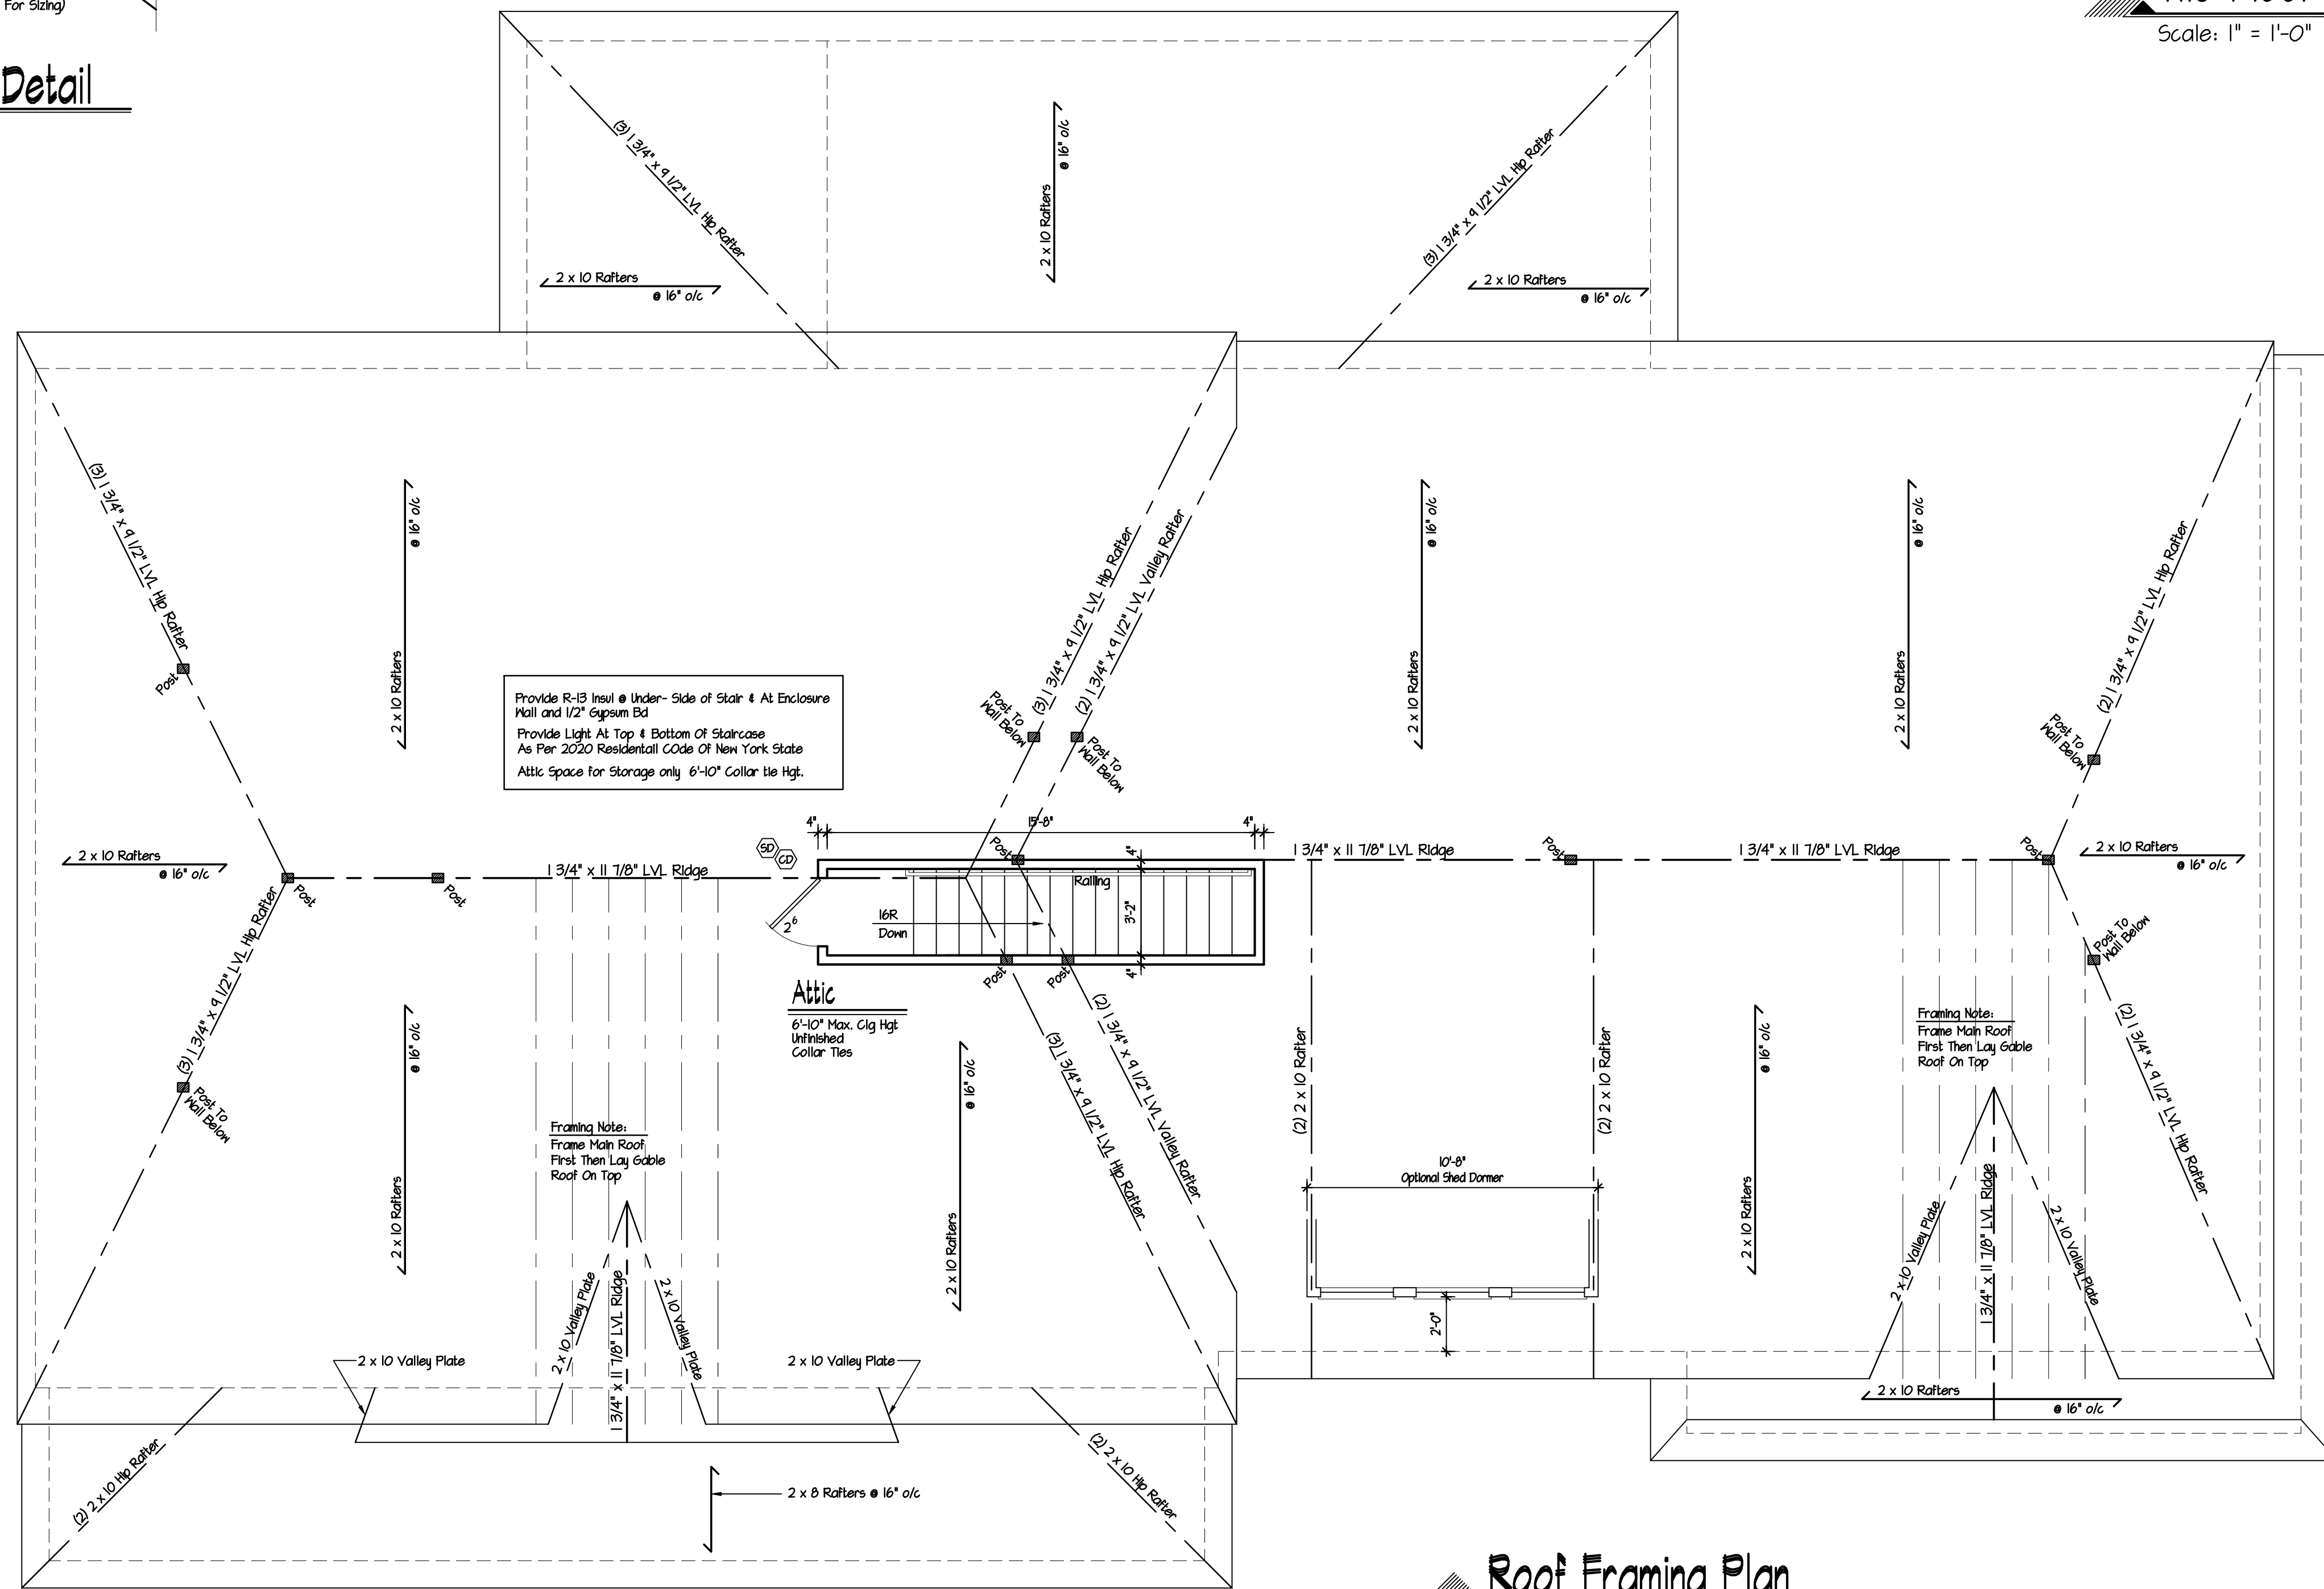 For Sizing)
Detail
Scale: 1" = 1'-0"
(3) 1 3/4" x 9 1/2" LVL Hip Rafter
2 x 10 Rafters
@ 16" o/c
(3) 1 3/4" x 9 1/2" LVL Hip Rafter
2 x 10 Rafters
@ 16" o/c
2 x 10 Rafters
@ 16" o/c
(3) 1 3/4" x 9 1/2" LVL Hip Rafter
Post
2 x 10 Rafters
@ 16" o/c
Provide R-13 Insul @ Under- Side of Stair & At Enclosure
Wall and 1/2" Gypsum Bd
Provide Light At Top & Bottom Of Staircase
As Per 2020 Residentail COde Of New York State
Attic Space for Storage only 6'-10" Collar tie Hgt.
(3) 1 3/4" x 9 1/2" LVL Hip Rafter
(2) 1 3/4" x 9 1/2" LVL Valley Rafter
Post To
Wall Below
Post To
Wall Below
2 x 10 Rafters
@ 16" o/c
2 x 10 Rafters
@ 16" o/c
(2) 1 3/4" x 9 1/2" LVL Hip Rafter
Post To
Wall Below
2 x 10 Rafters
@ 16" o/c
Post
Post
1 3/4" x 11 7/8" LVL Ridge
SD
CD
4"
15'-8"
4"
Post
4"
Railing
3'-2"
4"
16R
Down
2 6
Post
Post
1 3/4" x 11 7/8" LVL Ridge
Post
1 3/4" x 11 7/8" LVL Ridge
Post
2 x 10 Rafters
@ 16" o/c
Post To
Wall Below
(3) 1 3/4" x 9 1/2" LVL Hip Rafter
Post To
Wall Below
2 x 10 Rafters
@ 16" o/c
Attic
6'-10" Max. Clg Hgt
Unfinished
Collar Ties
2 x 10 Rafters
@ 16" o/c
(3) 1 3/4" x 9 1/2" LVL Hip Rafter
(2) 1 3/4" x 9 1/2" LVL Valley Rafter
(2) 2 x 10 Rafter
(2) 2 x 10 Rafter
10'-8"
Optional Shed Dormer
2'-0"
2 x 10 Rafters
@ 16" o/c
Framing Note:
Frame Main Roof
First Then Lay Gable
Roof On Top
(2) 1 3/4" x 9 1/2" LVL Hip Rafter
2 x 10 Valley Plate
1 3/4" x 11 7/8" LVL Ridge
2 x 10 Valley Plate
2 x 10 Rafters
@ 16" o/c
Framing Note:
Frame Main Roof
First Then Lay Gable
Roof On Top
2 x 10 Valley Plate
1 3/4" x 11 7/8" LVL Ridge
2 x 10 Valley Plate
2 x 10 Valley Plate
2 x 10 Valley Plate
(2) 2 x 10 Hip Rafter
(2) 2 x 10 Hip Rafter
2 x 8 Rafters @ 16" o/c
Roof Framing Plan